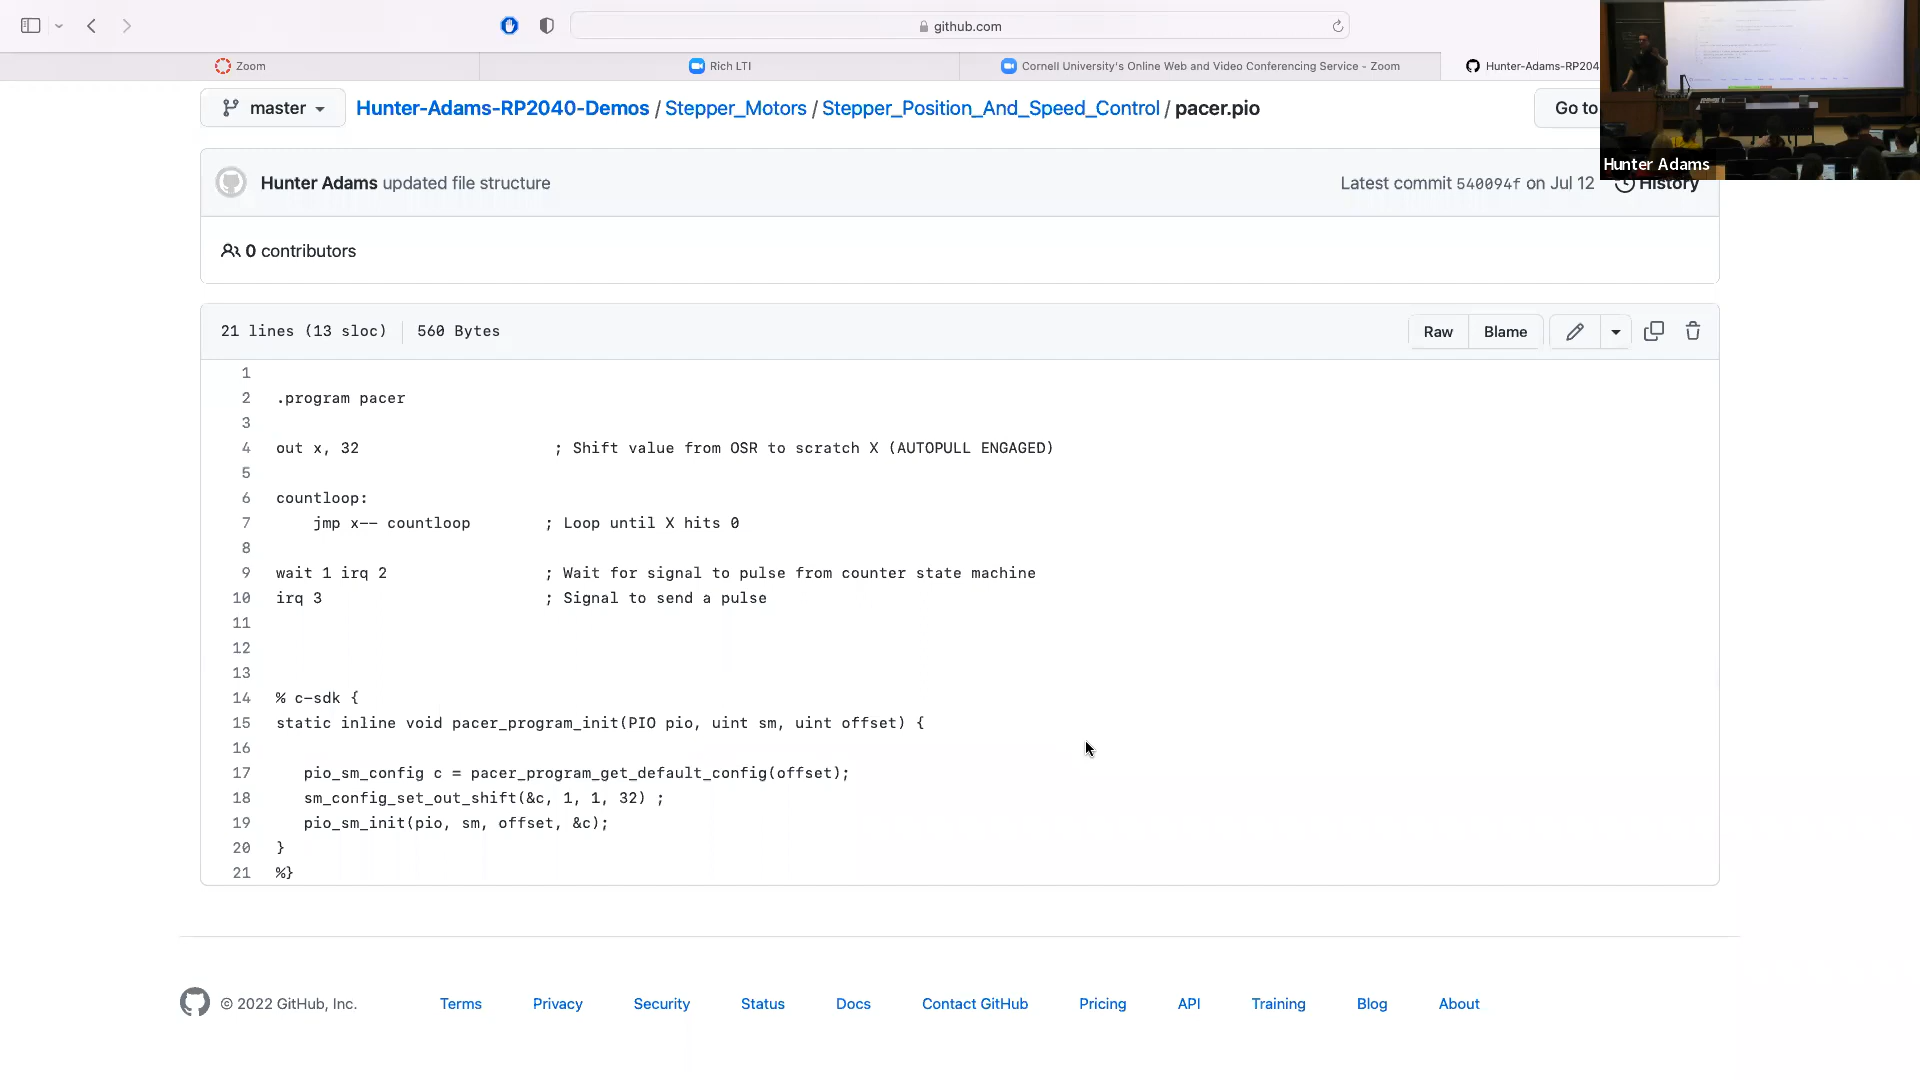 github.com
Zoom
Rich LTI
Cornell University's Online Web and Video Conferencing Service - Zoom
Hunter-Adams-RP204
master
Hunter-Adams-RP2040-Demos / Stepper_Motors / Stepper_Position_And_Speed_Control / pacer.pio
Go to
Hunter Adams
Hunter Adams updated file structure
Latest commit 540094f on Jul 12
History
0 contributors
21 lines (13 sloc)
560 Bytes
Raw
Blame
1
2 .program pacer
3
4 out x, 32 ; Shift value from OSR to scratch X (AUTOPULL ENGAGED)
5
6 countloop:
7 jmp x-- countloop ; Loop until X hits 0
8
9 wait 1 irq 2 ; Wait for signal to pulse from counter state machine
10 irq 3 ; Signal to send a pulse
11
12
13
14 % c-sdk {
15 static inline void pacer_program_init(PIO pio, uint sm, uint offset) {
16
17 pio_sm_config c = pacer_program_get_default_config(offset);
18 sm_config_set_out_shift(&c, 1, 1, 32) ;
19 pio_sm_init(pio, sm, offset, &c);
20 }
21 %}
© 2022 GitHub, Inc.
Terms
Privacy
Security
Status
Docs
Contact GitHub
Pricing
API
Training
Blog
About